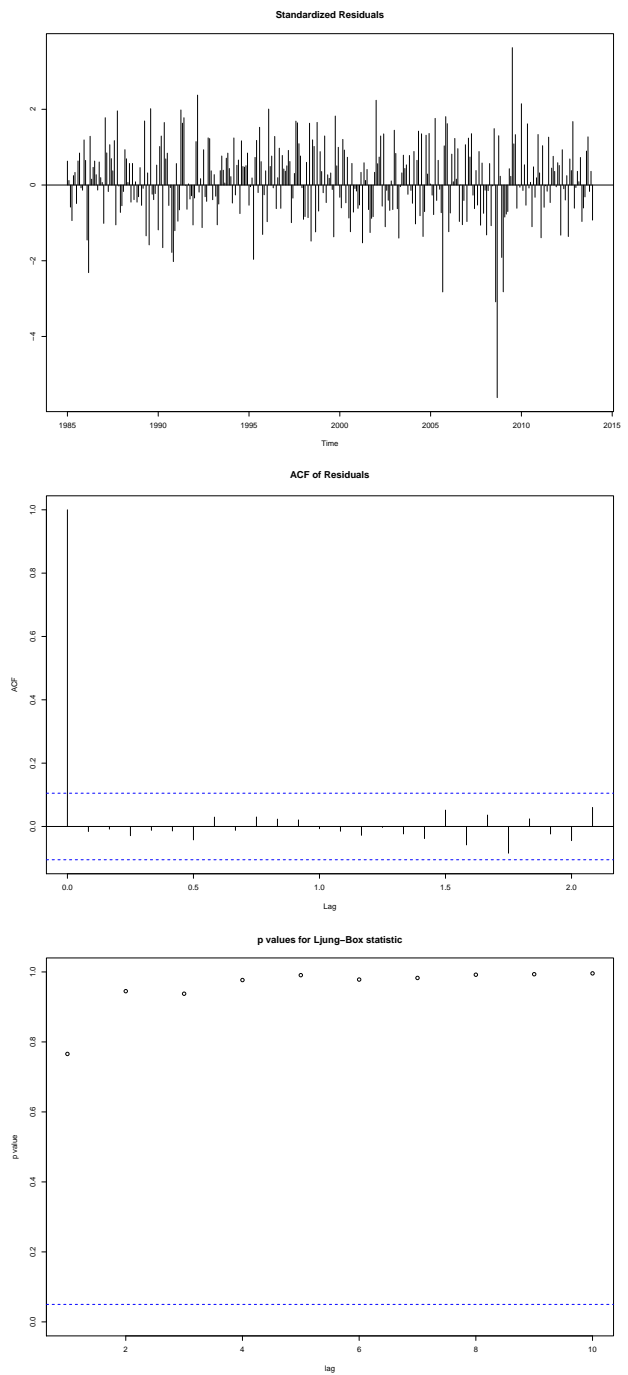 Standardized Residuals
2
0
−2
−4
1985 1990 1995 2000 2005 2010 2015
Time
ACF of Residuals
1.0
0.8
0.6
0.4
0.2
0.0
ACF
0.0 0.5 1.0 1.5 2.0
Lag
p values for Ljung−Box statistic
1.0
0.8
0.6
0.4
0.2
0.0
p value
2 4 6 8 10
lag